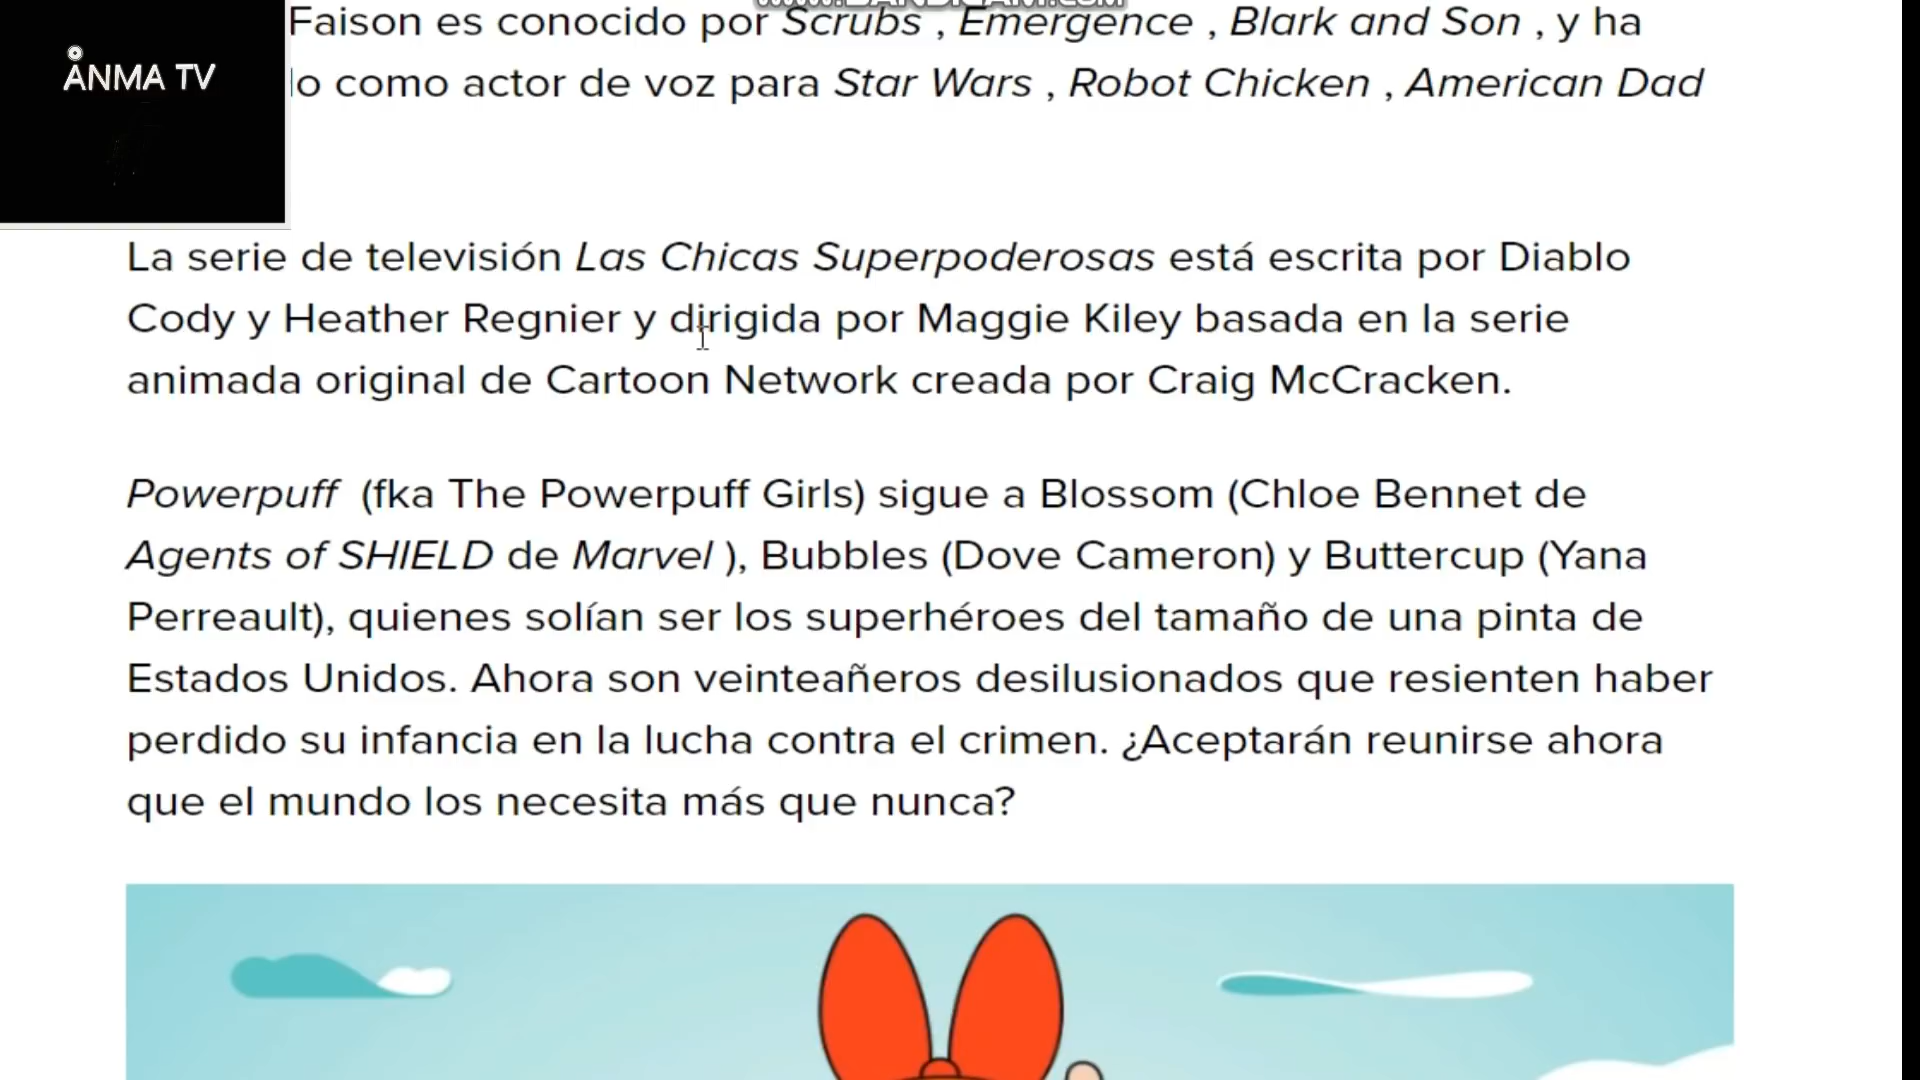 www.BANDICAM.com
Faison es conocido por Scrubs , Emergence , Blark and Son , y ha
ANMA TV
lo como actor de voz para Star Wars , Robot Chicken , American Dad
La serie de televisión Las Chicas Superpoderosas está escrita por Diablo
Cody y Heather Regnier y dirigida por Maggie Kiley basada en la serie
animada original de Cartoon Network creada por Craig McCracken.
Powerpuff (fka The Powerpuff Girls) sigue a Blossom (Chloe Bennet de
Agents of SHIELD de Marvel ), Bubbles (Dove Cameron) y Buttercup (Yana
Perreault), quienes solían ser los superhéroes del tamaño de una pinta de
Estados Unidos. Ahora son veinteañeros desilusionados que resienten haber
perdido su infancia en la lucha contra el crimen. ¿Aceptarán reunirse ahora
que el mundo los necesita más que nunca?